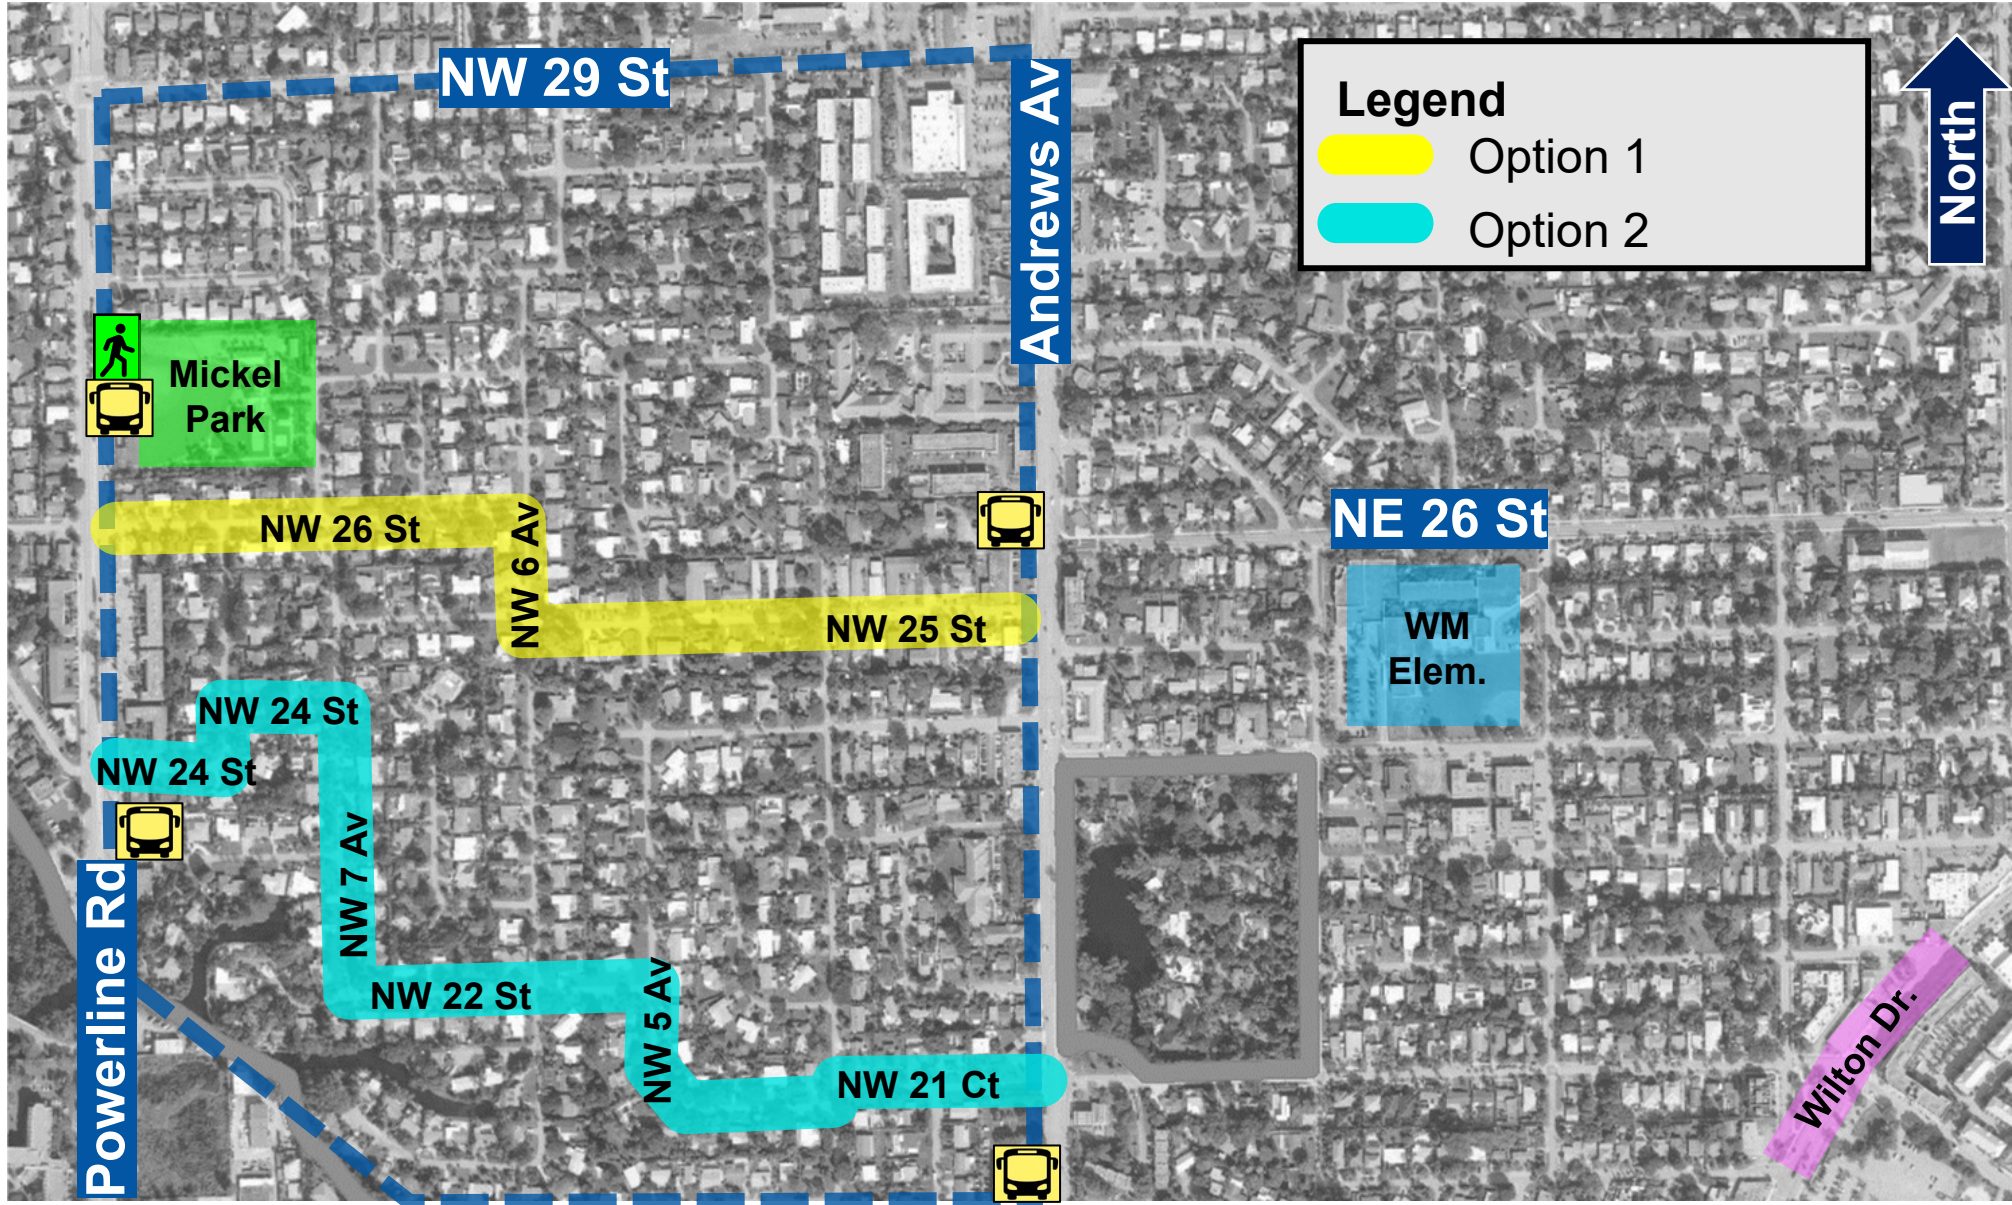 NW 29 St
Andrews Av
Legend
Option 1
Option 2
North
Mickel
Park
NW 26 St
NW 6 Av
NW 25 St
NE 26 St
WM
Elem.
NW 24 St
NW 24 St
NW 7 Av
Powerline Rd
NW 22 St
NW 5 Av
NW 21 Ct
Wilton Dr.